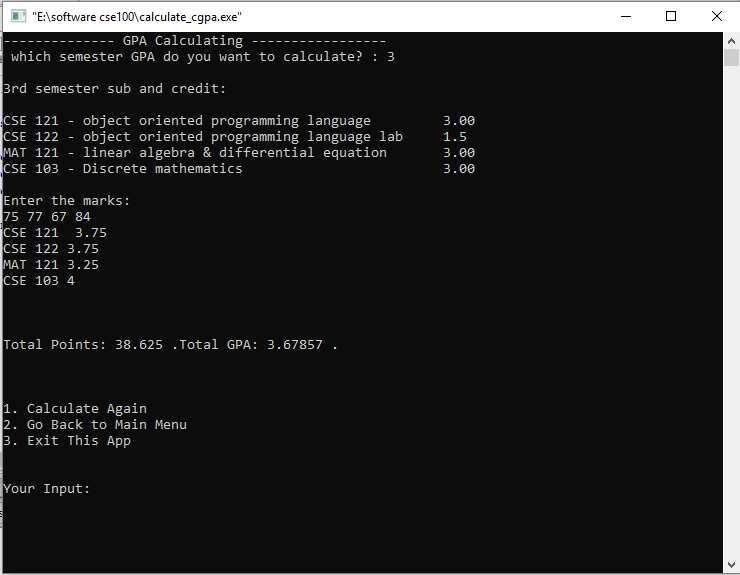 "E:\software cse100\calculate_cgpa.exe"
-------------- GPA Calculating -----------------
which semester GPA do you want to calculate? : 3
3rd semester sub and credit:
CSE 121 - object oriented programming language 3.00
CSE 122 - object oriented programming language lab 1.5
MAT 121 - linear algebra & differential equation 3.00
CSE 103 - Discrete mathematics 3.00
Enter the marks:
75 77 67 84
CSE 121  3.75
CSE 122 3.75
MAT 121 3.25
CSE 103 4
Total Points: 38.625 .Total GPA: 3.67857 .
1. Calculate Again
2. Go Back to Main Menu
3. Exit This App
Your Input: